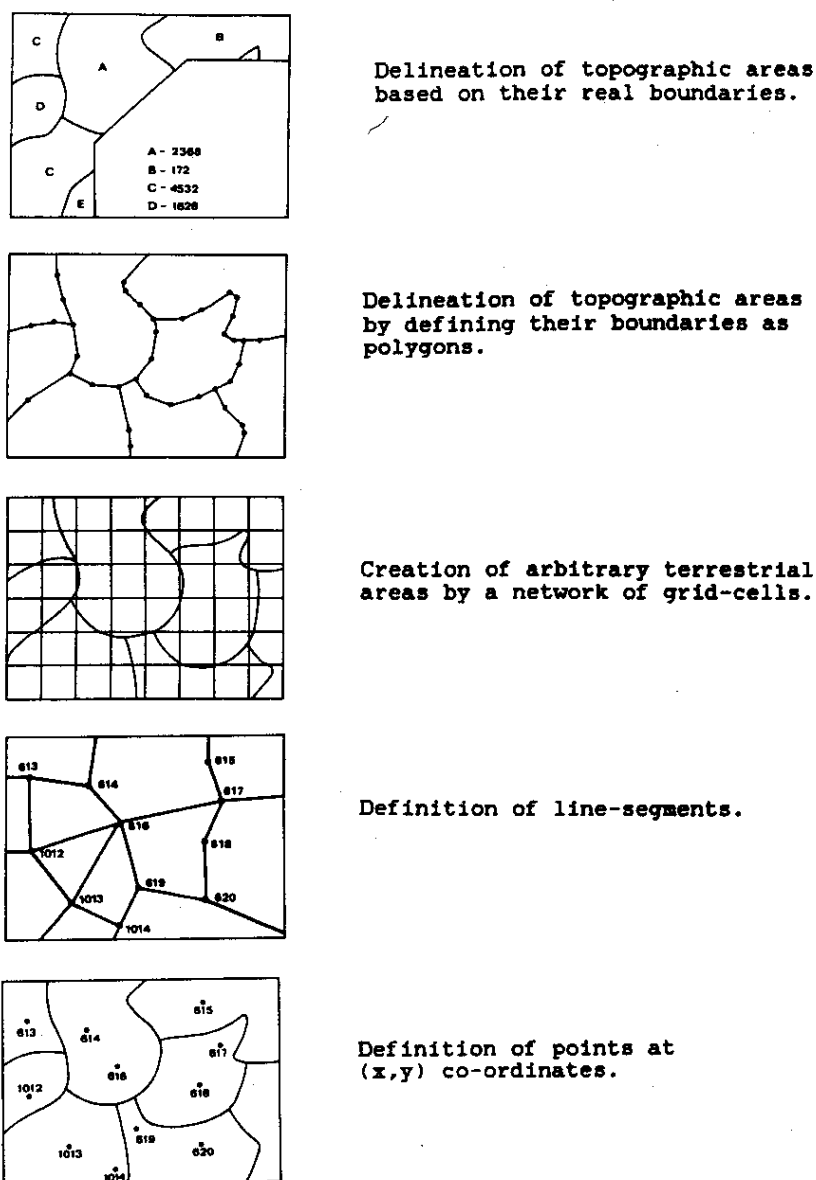 C
A
B
D
C
E
A - 2368
B - 172
C - 4532
D - 1628
Delineation of topographic areas
based on their real boundaries.
Delineation of topographic areas
by defining their boundaries as
polygons.
Creation of arbitrary terrestrial
areas by a network of grid-cells.
613
614
615
617
616
618
1012
619
1013
620
1014
Definition of line-segments.
613
614
615
617
616
618
1012
619
1013
620
1014
Definition of points at
(x,y) co-ordinates.